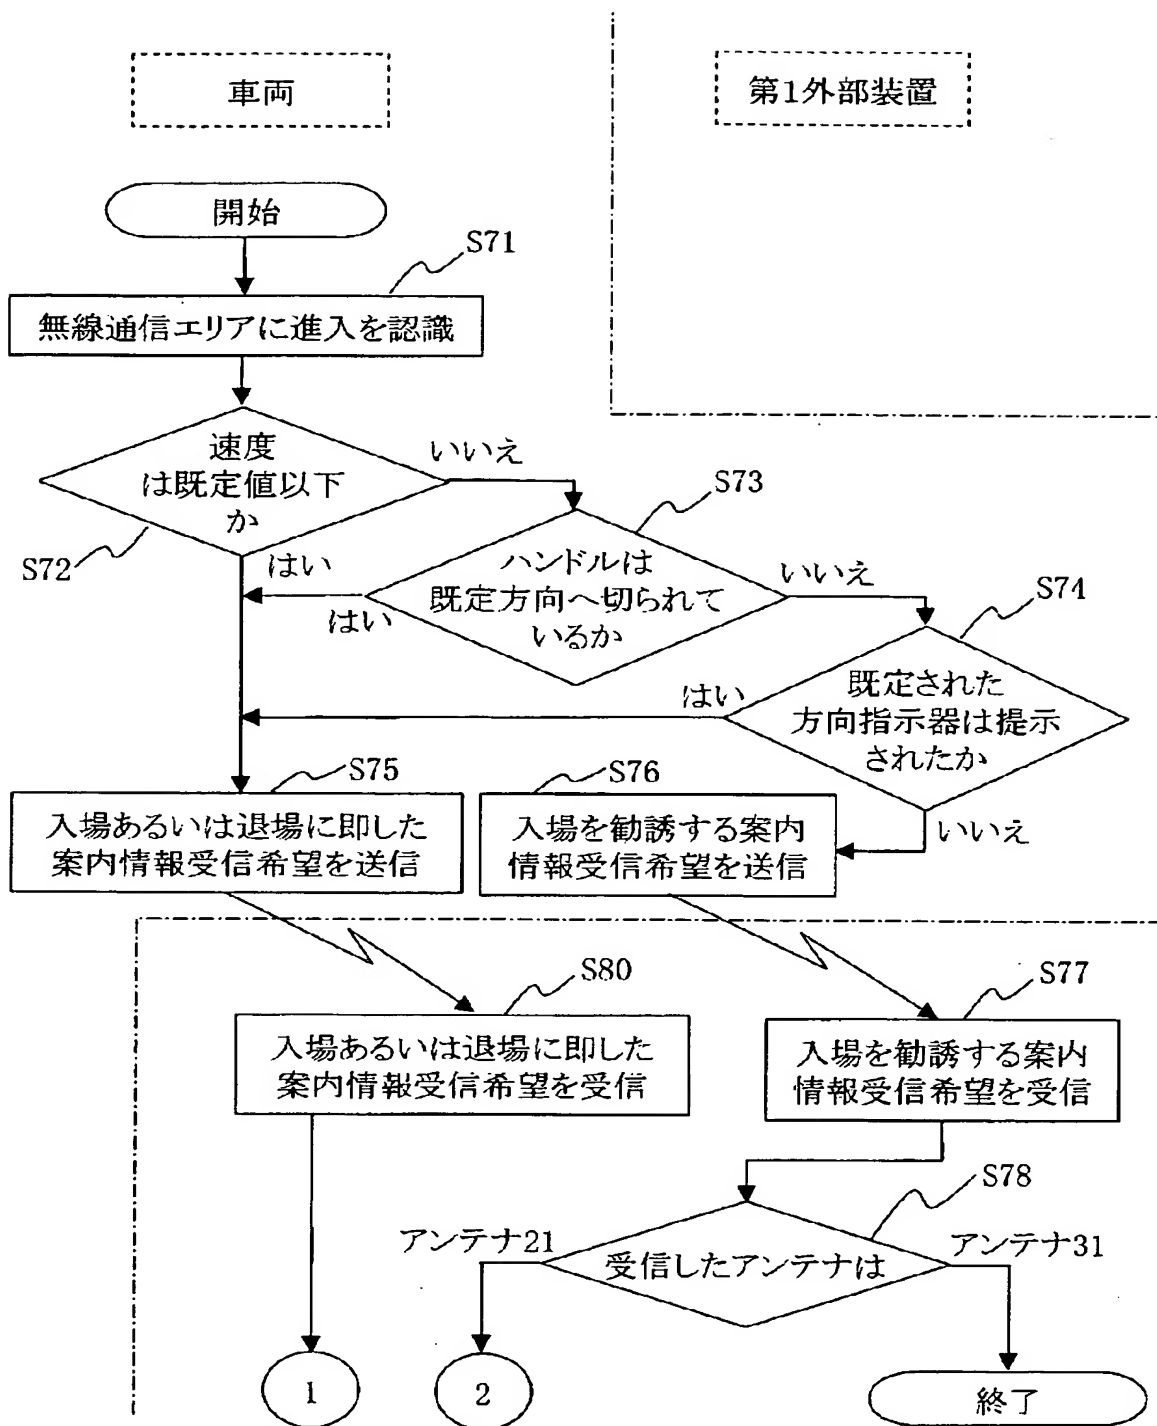 車両
第1外部装置
開始
S71
無線通信エリアに進入を認識
速度
は既定値以下
か
いいえ
S72
はい
S73
ハンドルは
既定方向へ切られて
いるか
いいえ
はい
S74
既定された
方向指示器は提示
されたか
はい
いいえ
S75
入場あるいは退場に即した
案内情報受信希望を送信
S76
入場を勧誘する案内
情報受信希望を送信
S80
入場あるいは退場に即した
案内情報受信希望を受信
S77
入場を勧誘する案内
情報受信希望を受信
S78
アンテナ21
受信したアンテナは
アンテナ31
1
2
終了